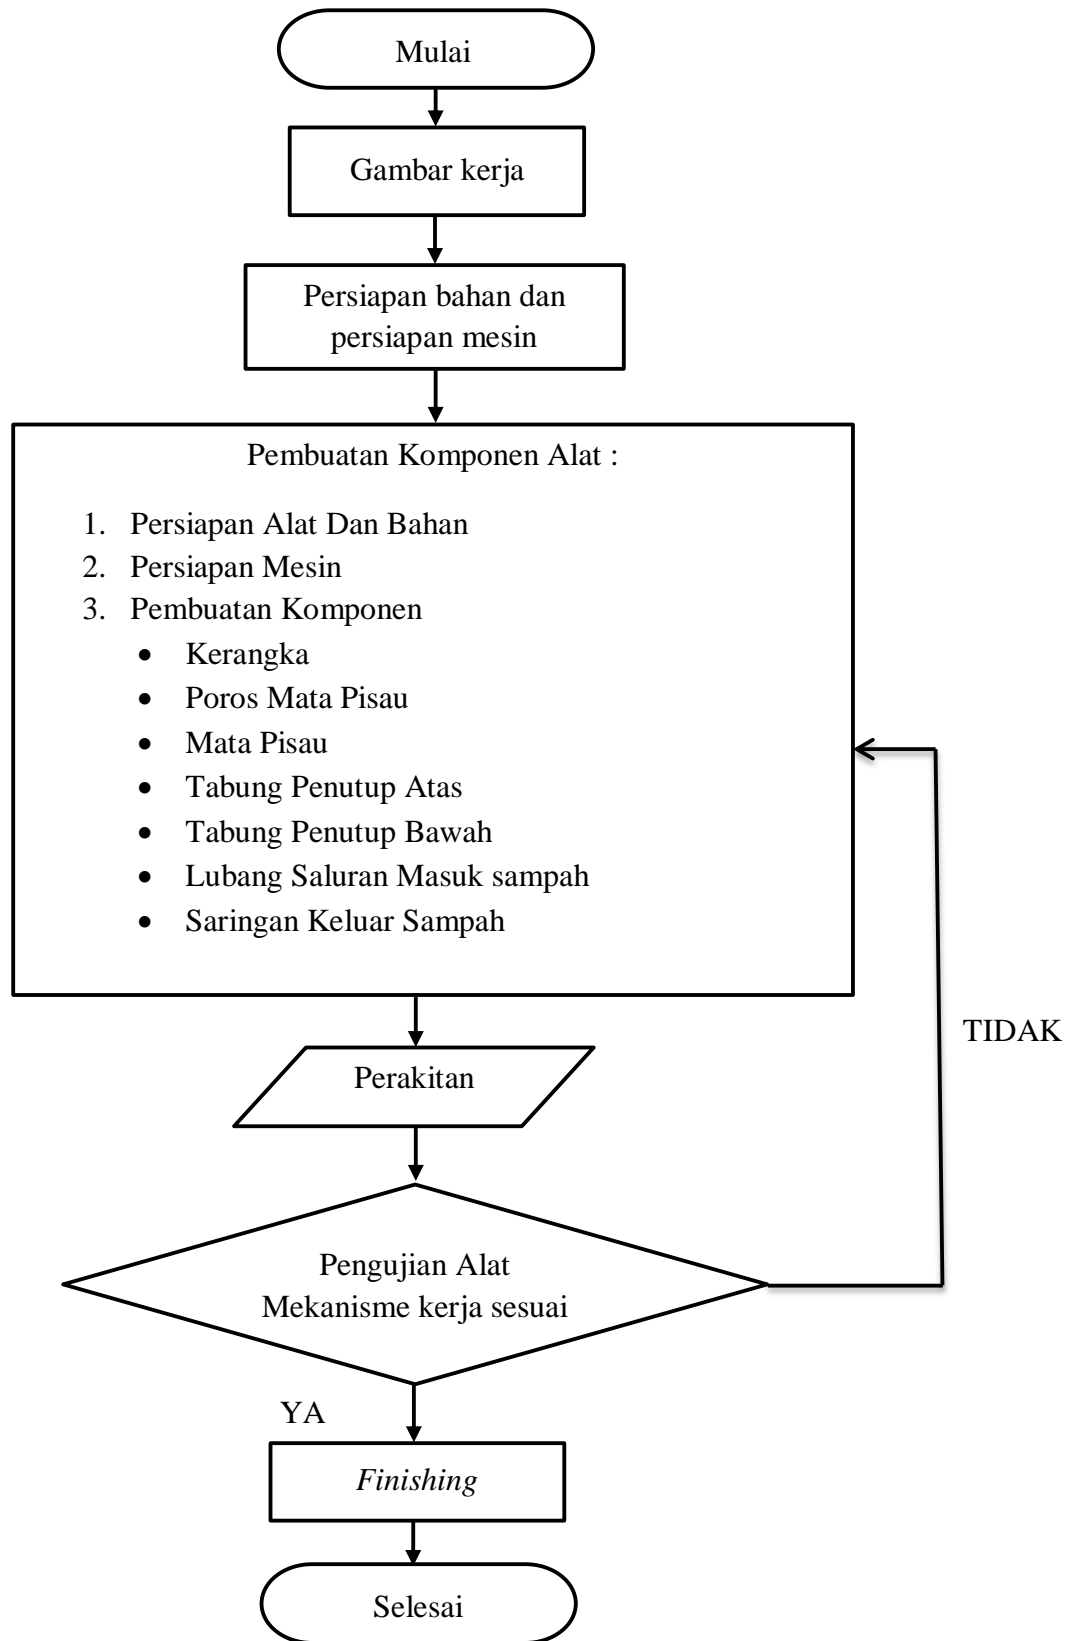 Mulai
Gambar kerja
Persiapan bahan dan
persiapan mesin
Pembuatan Komponen Alat :
1. Persiapan Alat Dan Bahan
2. Persiapan Mesin
3. Pembuatan Komponen
• Kerangka
• Poros Mata Pisau
• Mata Pisau
• Tabung Penutup Atas
• Tabung Penutup Bawah
• Lubang Saluran Masuk sampah
• Saringan Keluar Sampah
TIDAK
Perakitan
Pengujian Alat
Mekanisme kerja sesuai
YA
Finishing
Selesai